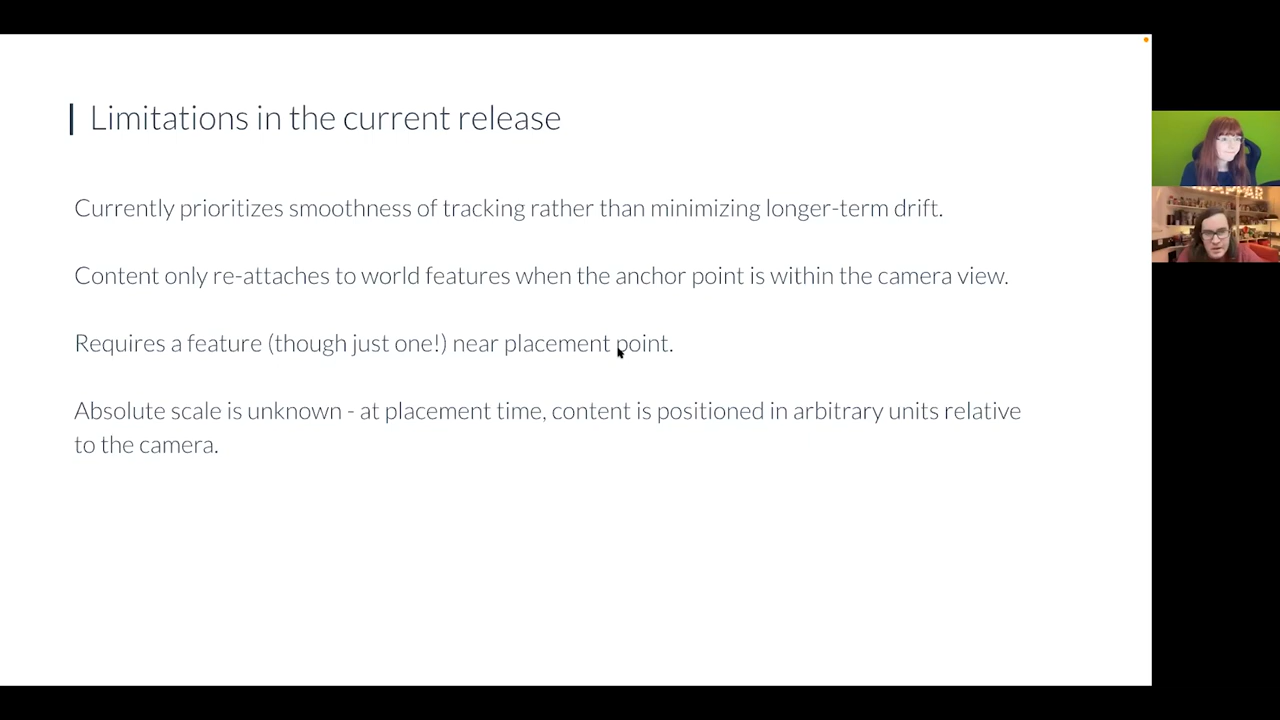 Limitations in the current release
Currently prioritizes smoothness of tracking rather than minimizing longer-term drift.
Content only re-attaches to world features when the anchor point is within the camera view.
Requires a feature (though just one!) near placement point.
Absolute scale is unknown - at placement time, content is positioned in arbitrary units relative
to the camera.